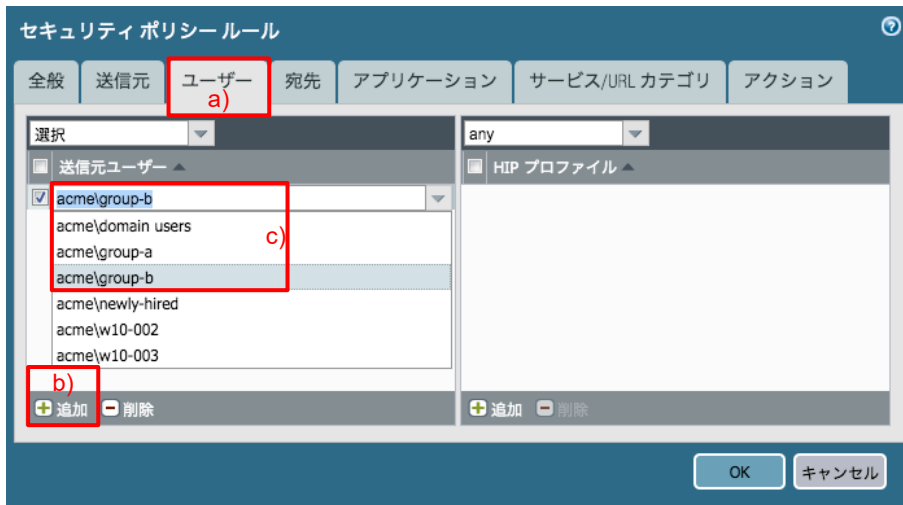 セキュリティ ポリシー ルール
全般 送信元 ユーザー 宛先 アプリケーション サービス/URL カテゴリ アクション
a)
選択 any
送信元ユーザー HIP プロファイル
acme\group-b
acme\domain users
c)
acme\group-a
acme\group-b
acme\newly-hired
acme\w10-002
acme\w10-003
b)
追加 削除 追加 削除
OK キャンセル